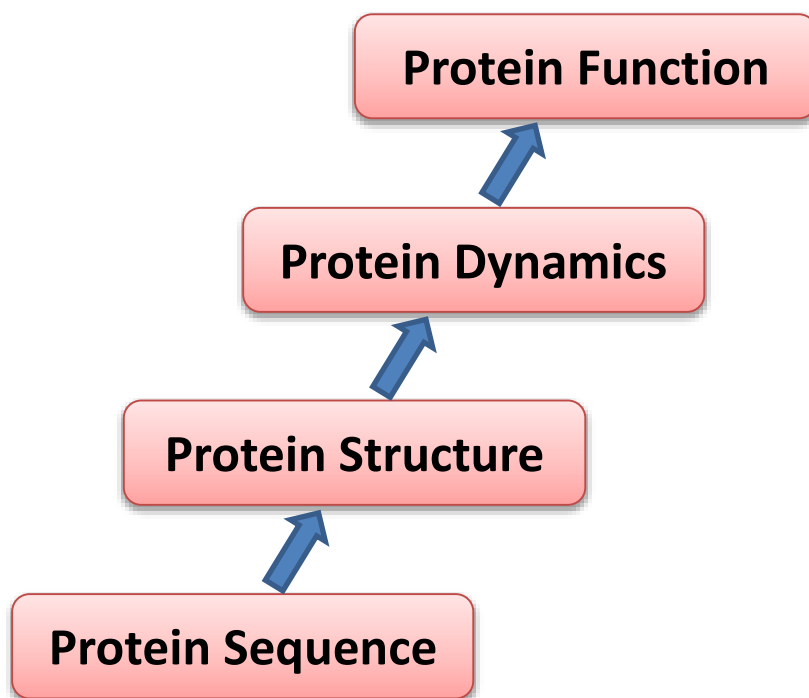 Protein Function
Protein Dynamics
Protein Structure
Protein Sequence